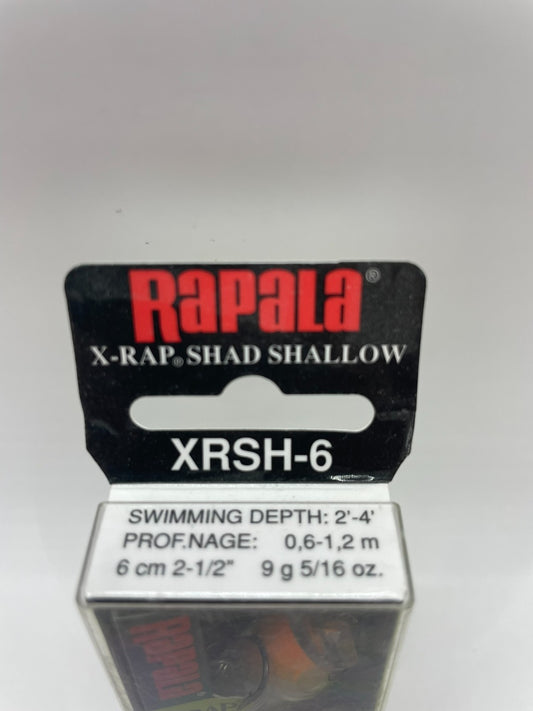 RAPALA®
X-RAP® SHAD SHALLOW
XRSH-6
SWIMMING DEPTH: 2'-4'
PROF.NAGE: 0,6-1,2 m
6 cm 2-1/2" 9 g 5/16 oz.
RAPALA
RAP